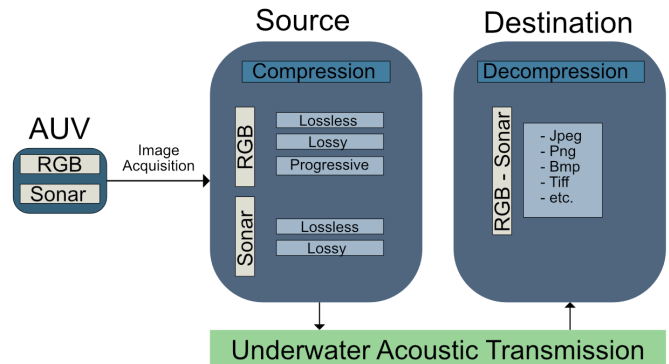 Source
Destination
Compression
Decompression
AUV
RGB
Sonar
Image
Acquisition
RGB
Lossless
Lossy
Progressive
Sonar
Lossless
Lossy
RGB - Sonar
- Jpeg
- Png
- Bmp
- Tiff
- etc.
Underwater Acoustic Transmission